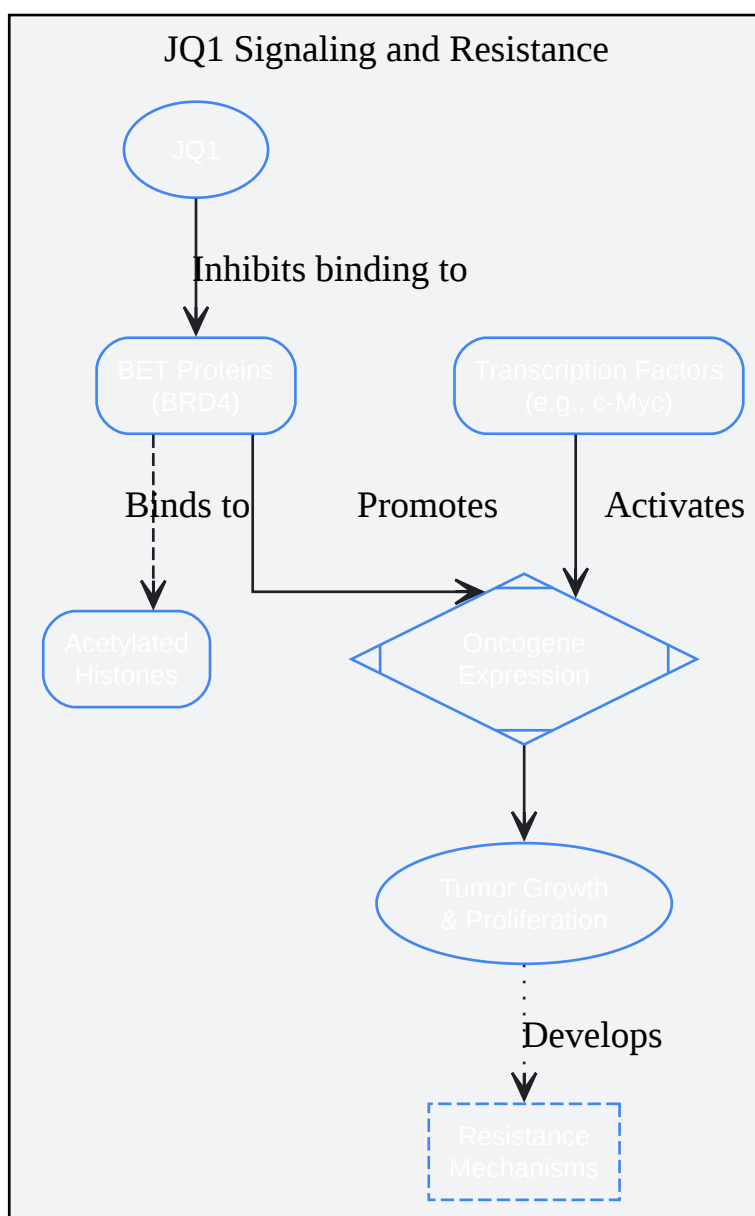 JQ1 Signaling and Resistance
JQ1
Inhibits binding to
BET Proteins
(BRD4)
Transcription Factors
(e.g., c-Myc)
Binds to
Promotes
Activates
Acetylated
Histones
Oncogene
Expression
Tumor Growth
& Proliferation
Develops
Resistance
Mechanisms